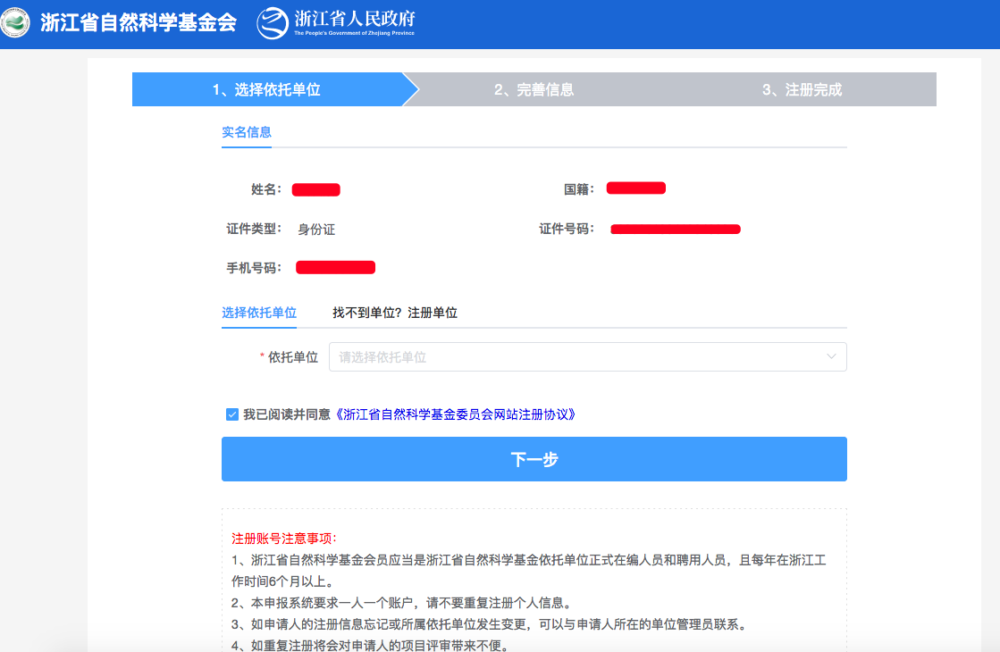 浙江省自然科学基金会
浙江省人民政府
The People's Government of Zhejiang Province
1、选择依托单位
2、完善信息
3、注册完成
实名信息
姓名：
国籍：
证件类型： 身份证
证件号码：
手机号码：
选择依托单位 找不到单位？注册单位
* 依托单位 请选择依托单位
我已阅读并同意《浙江省自然科学基金委员会网站注册协议》
下一步
注册账号注意事项：
1、浙江省自然科学基金会员应当是浙江省自然科学基金依托单位正式在编人员和聘用人员，且每年在浙江工
作时间6个月以上。
2、本申报系统要求一人一个账户，请不要重复注册个人信息。
3、如申请人的注册信息忘记或所属依托单位发生变更，可以与申请人所在的单位管理员联系。
4、如重复注册将会对申请人的项目评审带来不便。